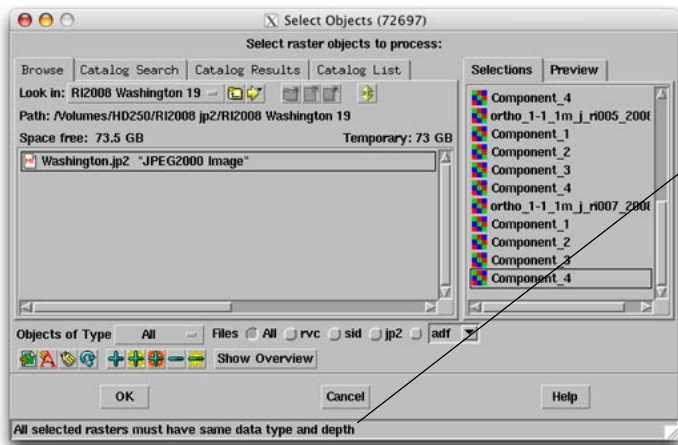 Select Objects (72697)
Select raster objects to process:
Browse Catalog Search Catalog Results Catalog List
Look in: RI2008 Washington 19
Path: /Volumes/HD250/RI2008 jp2/RI2008 Washington 19
Space free: 73.5 GB Temporary: 73 GB
Washington.jp2 "JPEG2000 Image"
Selections Preview
Component_4
ortho_1-1_1m_j_ri005_2008
Component_1
Component_2
Component_3
Component_4
ortho_1-1_1m_j_ri007_2008
Component_1
Component_2
Component_3
Component_4
Objects of Type All Files All rvc sid jp2 adf
Show Overview
OK Cancel Help
All selected rasters must have same data type and depth